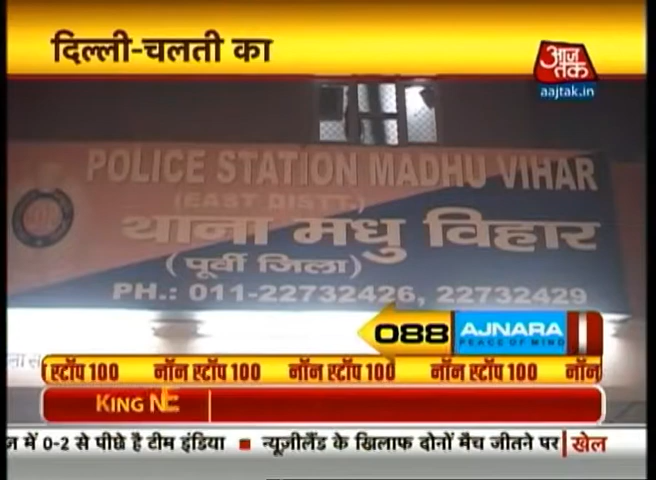 दिल्ली-चलती का
आज तक
aajtak.in
POLICE STATION MADHU VIHAR
(EAST DISTT.)
थाना मधु विहार
(पूर्वी जिला)
PH.: 011-22732426, 22732429
088 AJNARA
PEACE OF MIND
स्टॉप 100 नॉन स्टॉप 100 नॉन स्टॉप 100 नॉन स्टॉप 100 नॉन
KING NE
में 0-2 से पीछे है टीम इंडिया ▪ न्यूज़ीलैंड के खिलाफ दोनों मैच जीतने पर खेल